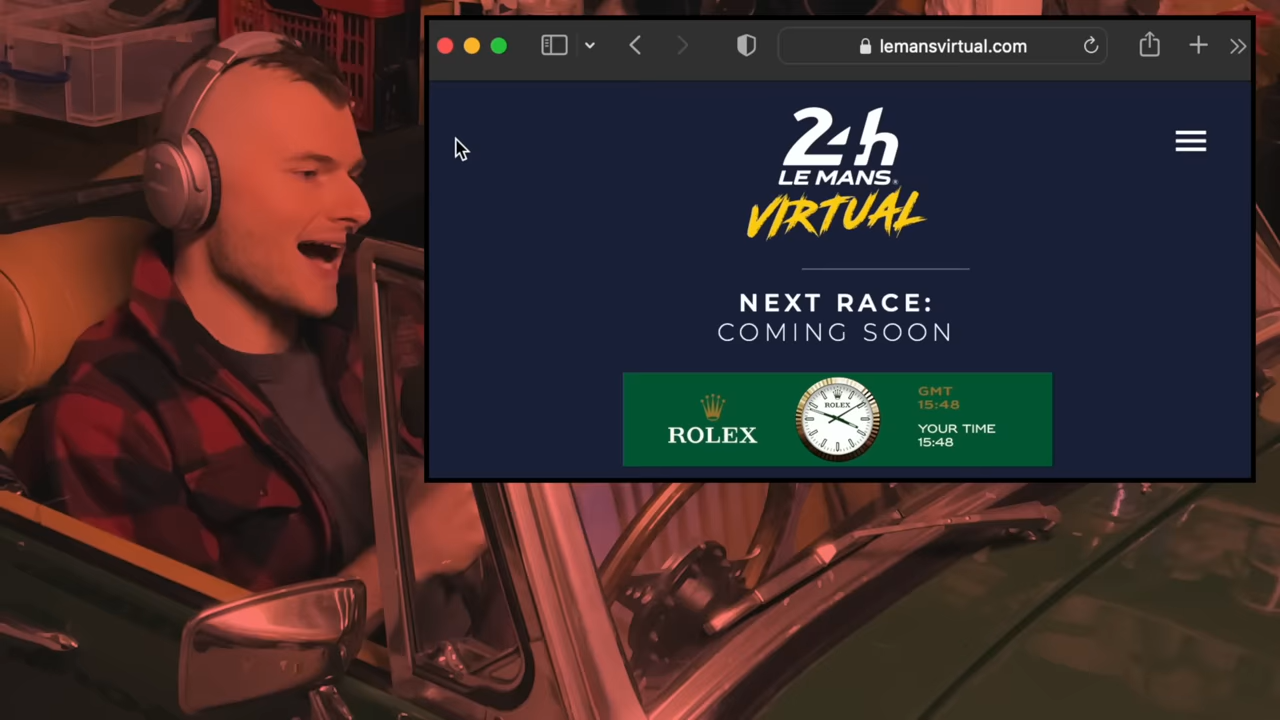 lemansvirtual.com
24h
LE MANS
VIRTUAL
NEXT RACE:
COMING SOON
ROLEX
ROLEX
GMT
15:48
YOUR TIME
15:48